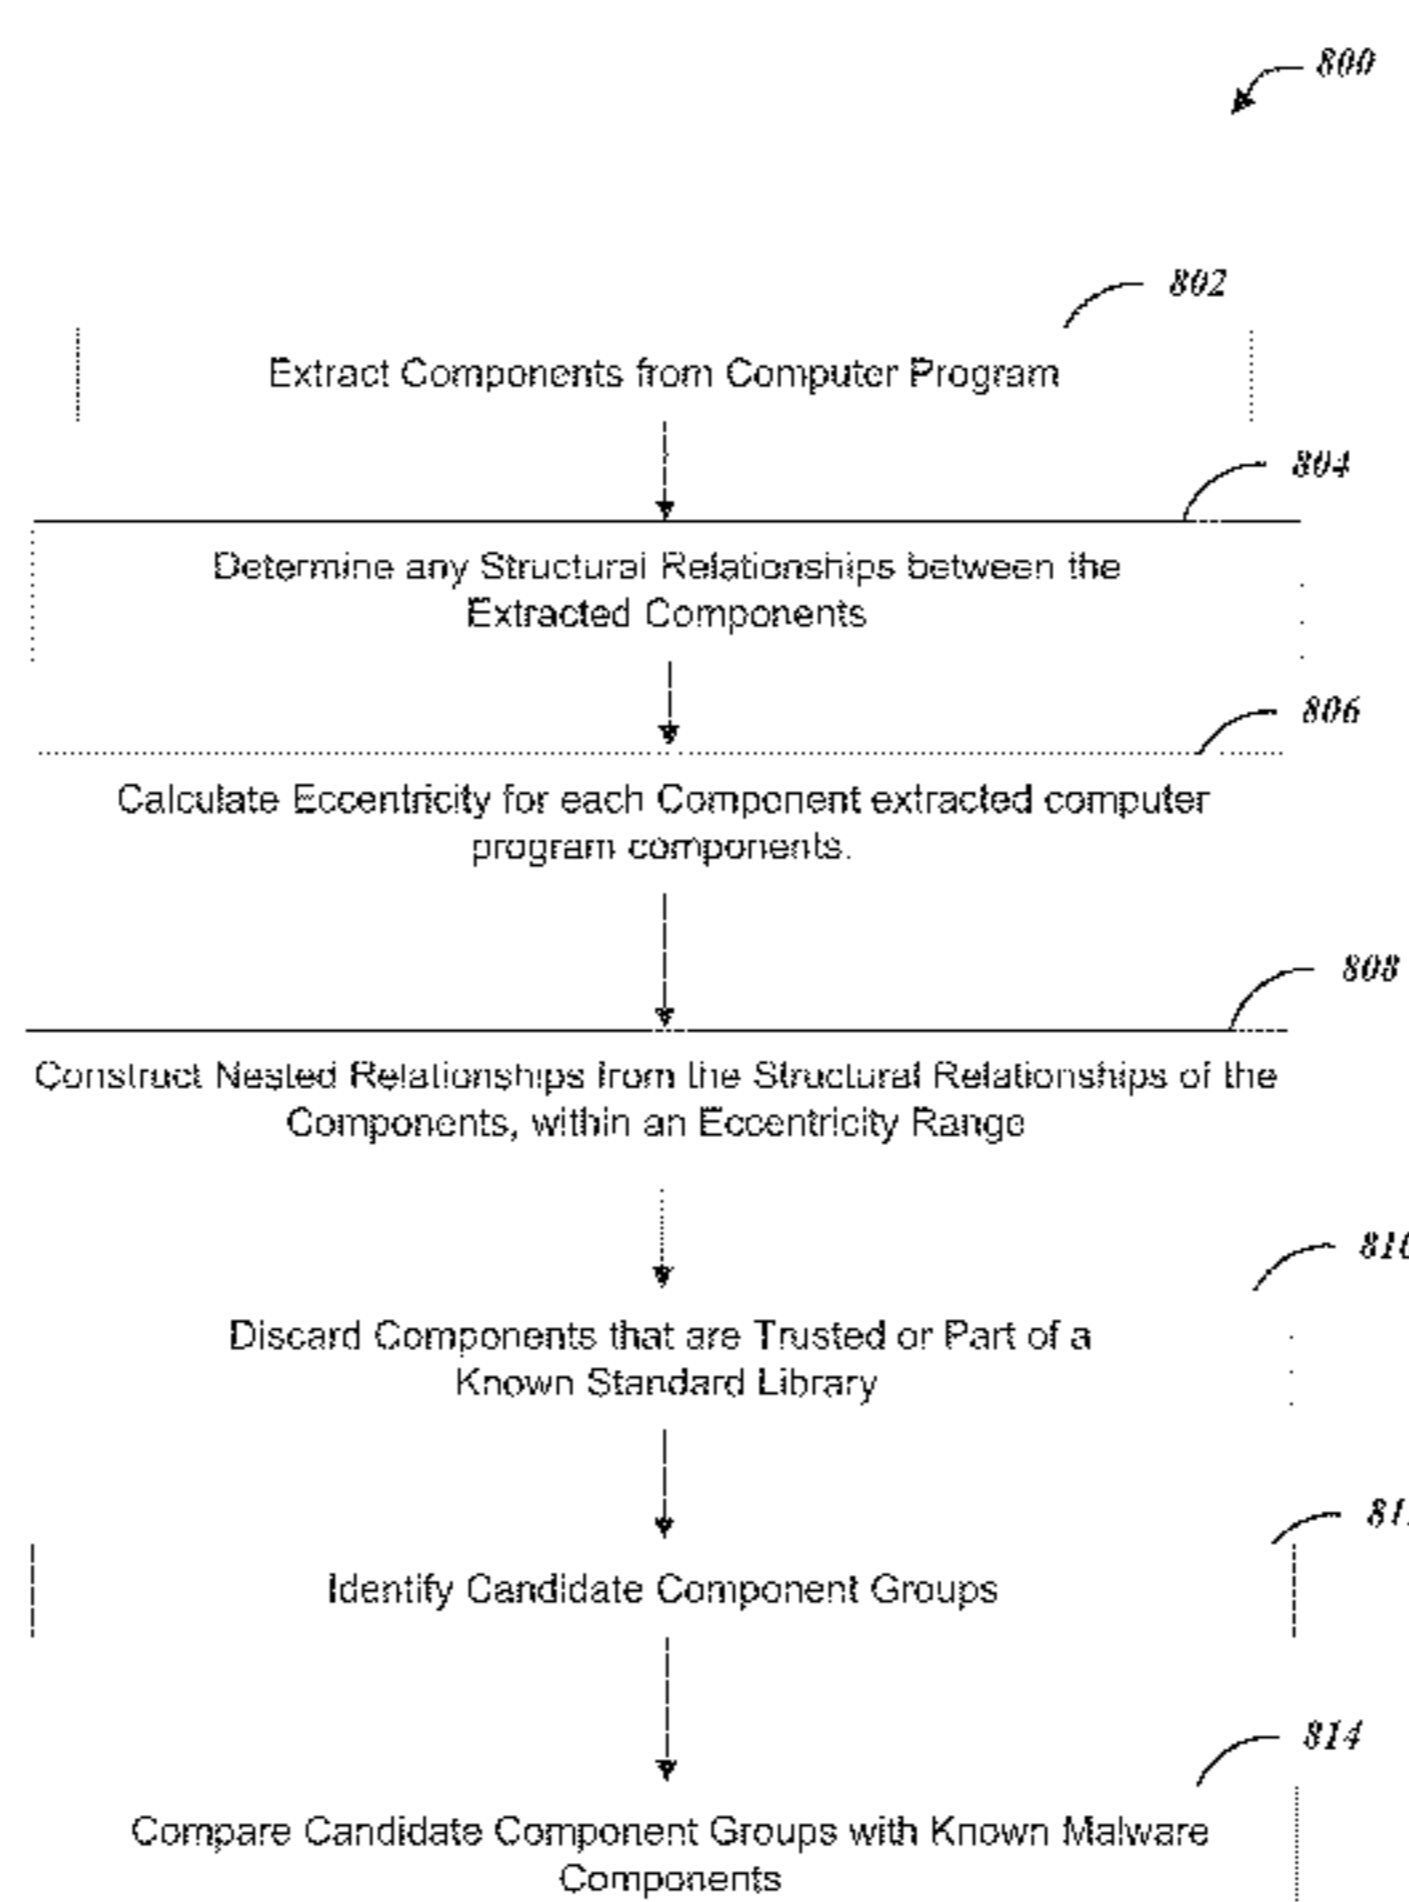 800
802
Extract Components from Computer Program
804
Determine any Structural Relationships between the
Extracted Components
806
Calculate Eccentricity for each Component extracted computer
program components.
808
Construct Nested Relationships from the Structural Relationships of the
Components, within an Eccentricity Range
Discard Components that are Trusted or Part of a
Known Standard Library
Identify Candidate Component Groups
814
Compare Candidate Component Groups with Known Malware
Components